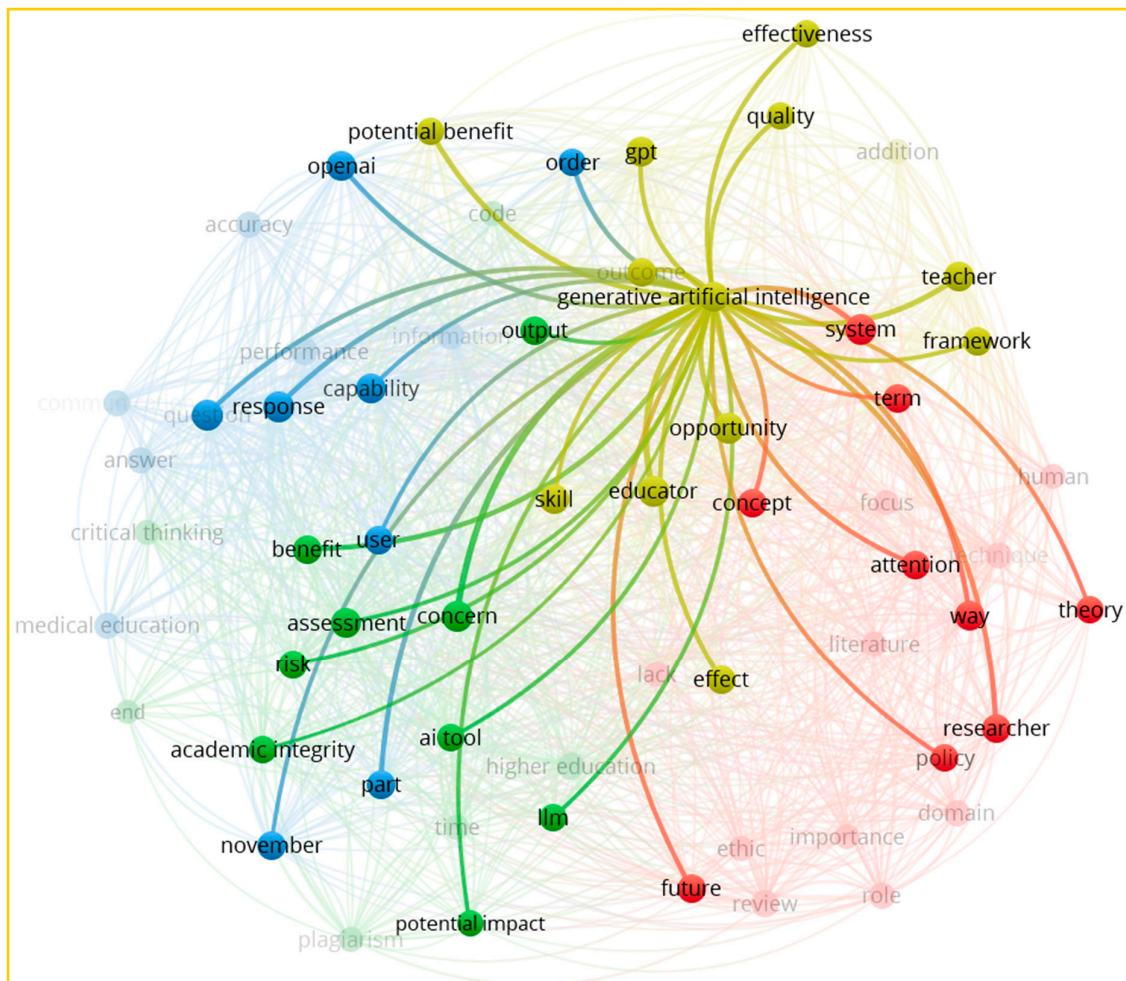 effectiveness
quality
potential benefit
gpt
order
addition
openai
code
accuracy
outcome
teacher
generative artificial intelligence
output
system
information
framework
performance
capability
term
response
question
opportunity
answer
human
skill
educator
concept
focus
critical thinking
user
benefit
technique
attention
theory
way
concern
assessment
medical education
literature
risk
lack
effect
end
researcher
ai tool
academic integrity
policy
higher education
part
domain
llm
time
importance
november
ethic
future
role
review
potential impact
plagiarism